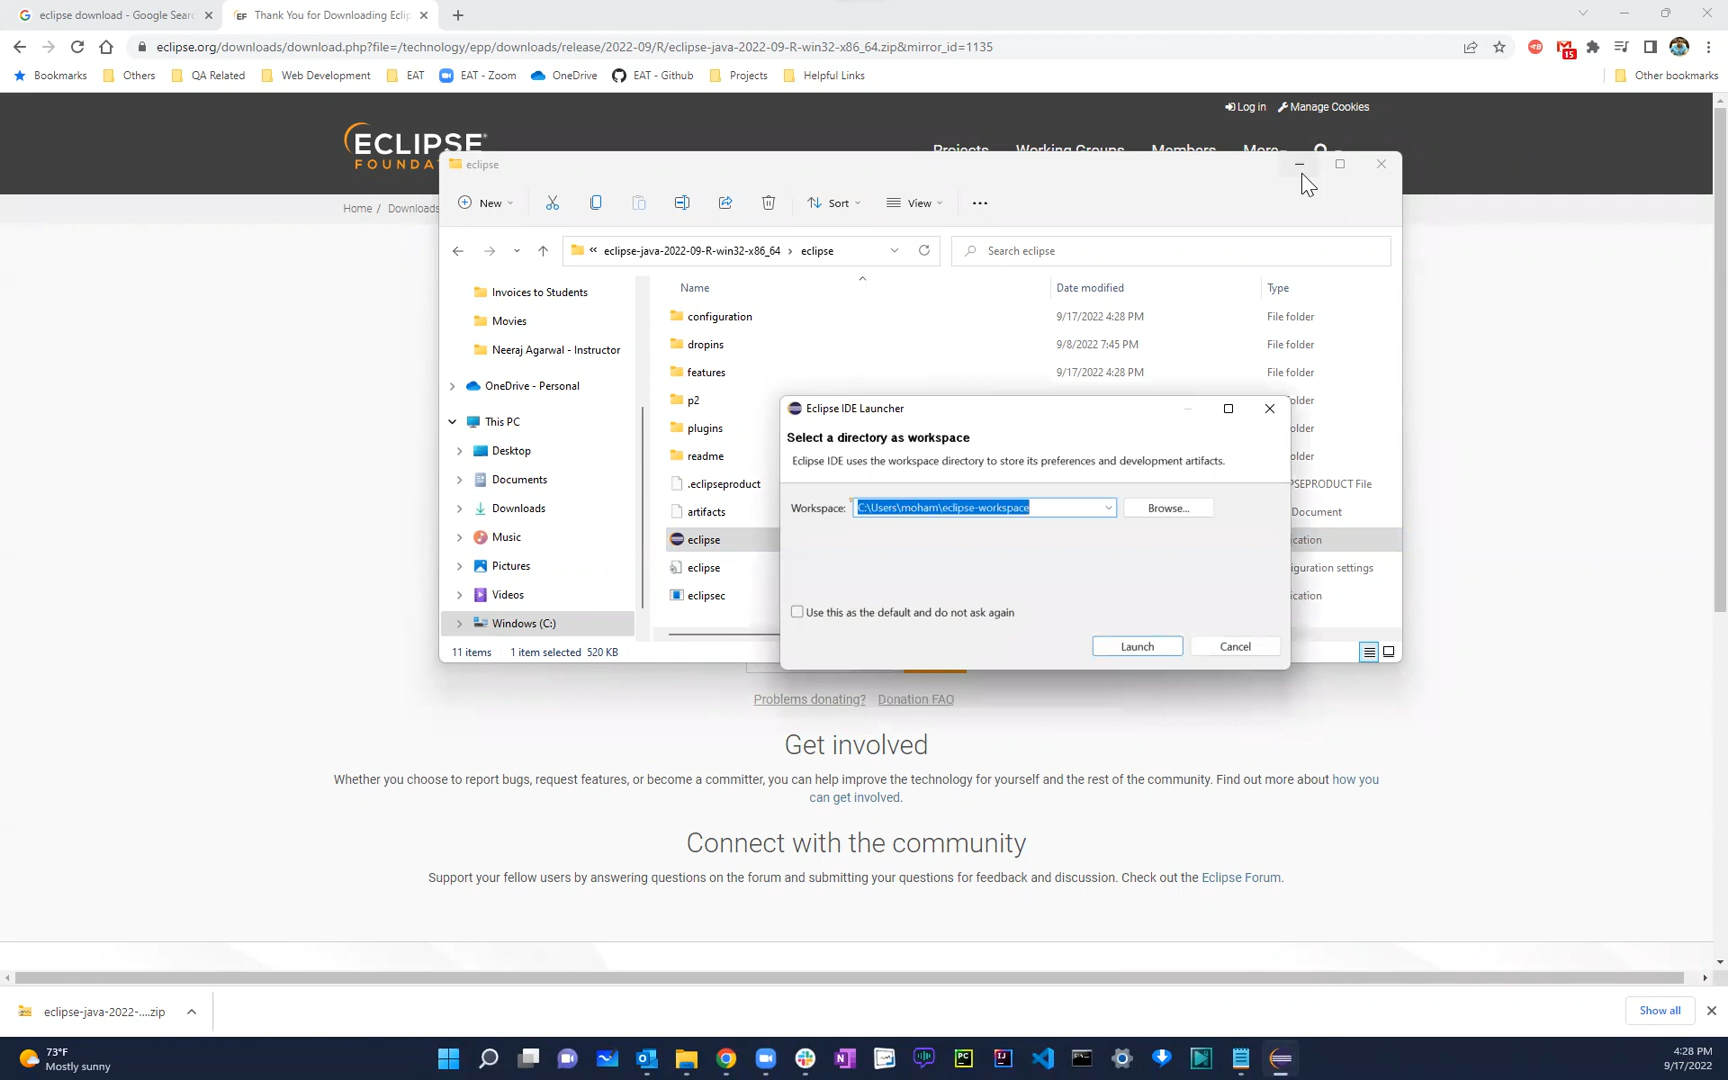 eclipse download - Google Sear
Thank You for Downloading Eclip
eclipse.org/downloads/download.php?file=/technology/epp/downloads/release/2022-09/R/eclipse-java-2022-09-R-win32-x86_64.zip&mirror_id=1135
15
Bookmarks
Others
QA Related
Web Development
EAT
EAT - Zoom
OneDrive
EAT - Github
Projects
Helpful Links
Other bookmarks
Log in
Manage Cookies
ECLIPSE
FOUNDA
Projects
Working Groups
Members
More
Home / Downloads
eclipse
New
Sort
View
eclipse-java-2022-09-R-win32-x86_64 > eclipse
Search eclipse
Invoices to Students
Movies
Neeraj Agarwal - Instructor
OneDrive - Personal
This PC
Desktop
Documents
Downloads
Music
Pictures
Videos
Windows (C:)
Name
Date modified
Type
configuration
9/17/2022 4:28 PM
File folder
dropins
9/8/2022 7:45 PM
File folder
features
9/17/2022 4:28 PM
File folder
p2
older
plugins
older
readme
older
.eclipseproduct
PSEPRODUCT File
artifacts
Document
eclipse
ication
eclipse
iguration settings
eclipsec
ication
11 items
1 item selected 520 KB
Eclipse IDE Launcher
Select a directory as workspace
Eclipse IDE uses the workspace directory to store its preferences and development artifacts.
Workspace:
C:\Users\moham\eclipse-workspace
Browse...
Use this as the default and do not ask again
Launch
Cancel
Problems donating?
Donation FAQ
Get involved
Whether you choose to report bugs, request features, or become a committer, you can help improve the technology for yourself and the rest of the community. Find out more about how you
can get involved.
Connect with the community
Support your fellow users by answering questions on the forum and submitting your questions for feedback and discussion. Check out the Eclipse Forum.
eclipse-java-2022-....zip
Show all
73°F
Mostly sunny
4:28 PM
9/17/2022